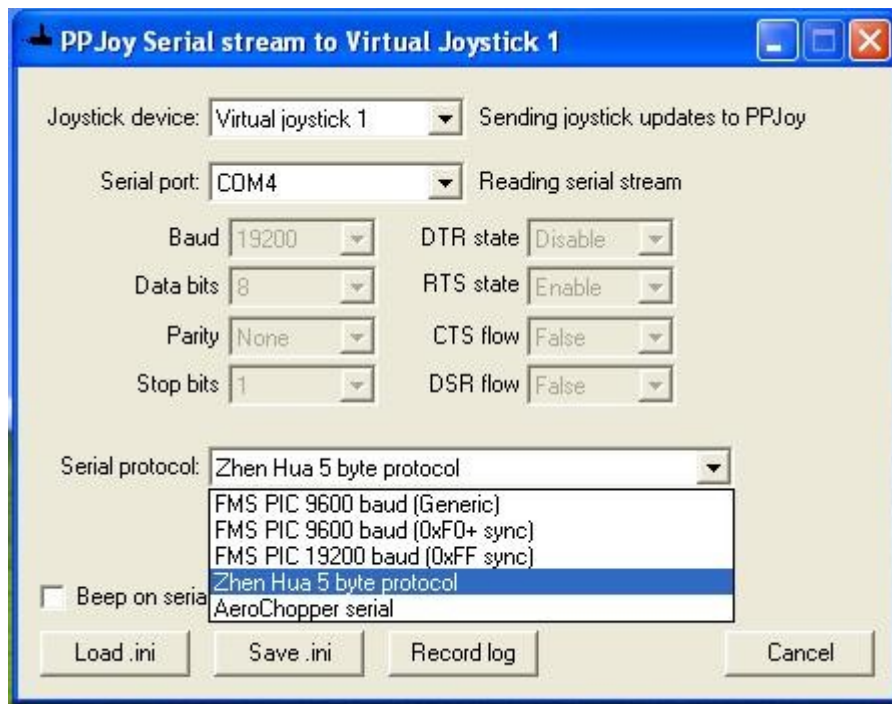 PPJoy Serial stream to Virtual Joystick 1
Joystick device: Virtual joystick 1 Sending joystick updates to PPJoy
Serial port: COM4 Reading serial stream
Baud 19200 DTR state Disable
Data bits 8 RTS state Enable
Parity None CTS flow False
Stop bits 1 DSR flow False
Serial protocol: Zhen Hua 5 byte protocol
FMS PIC 9600 baud (Generic)
FMS PIC 9600 baud (0xF0+ sync)
FMS PIC 19200 baud (0xFF sync)
Zhen Hua 5 byte protocol
Beep on seria
AeroChopper serial
Load .ini Save .ini Record log Cancel